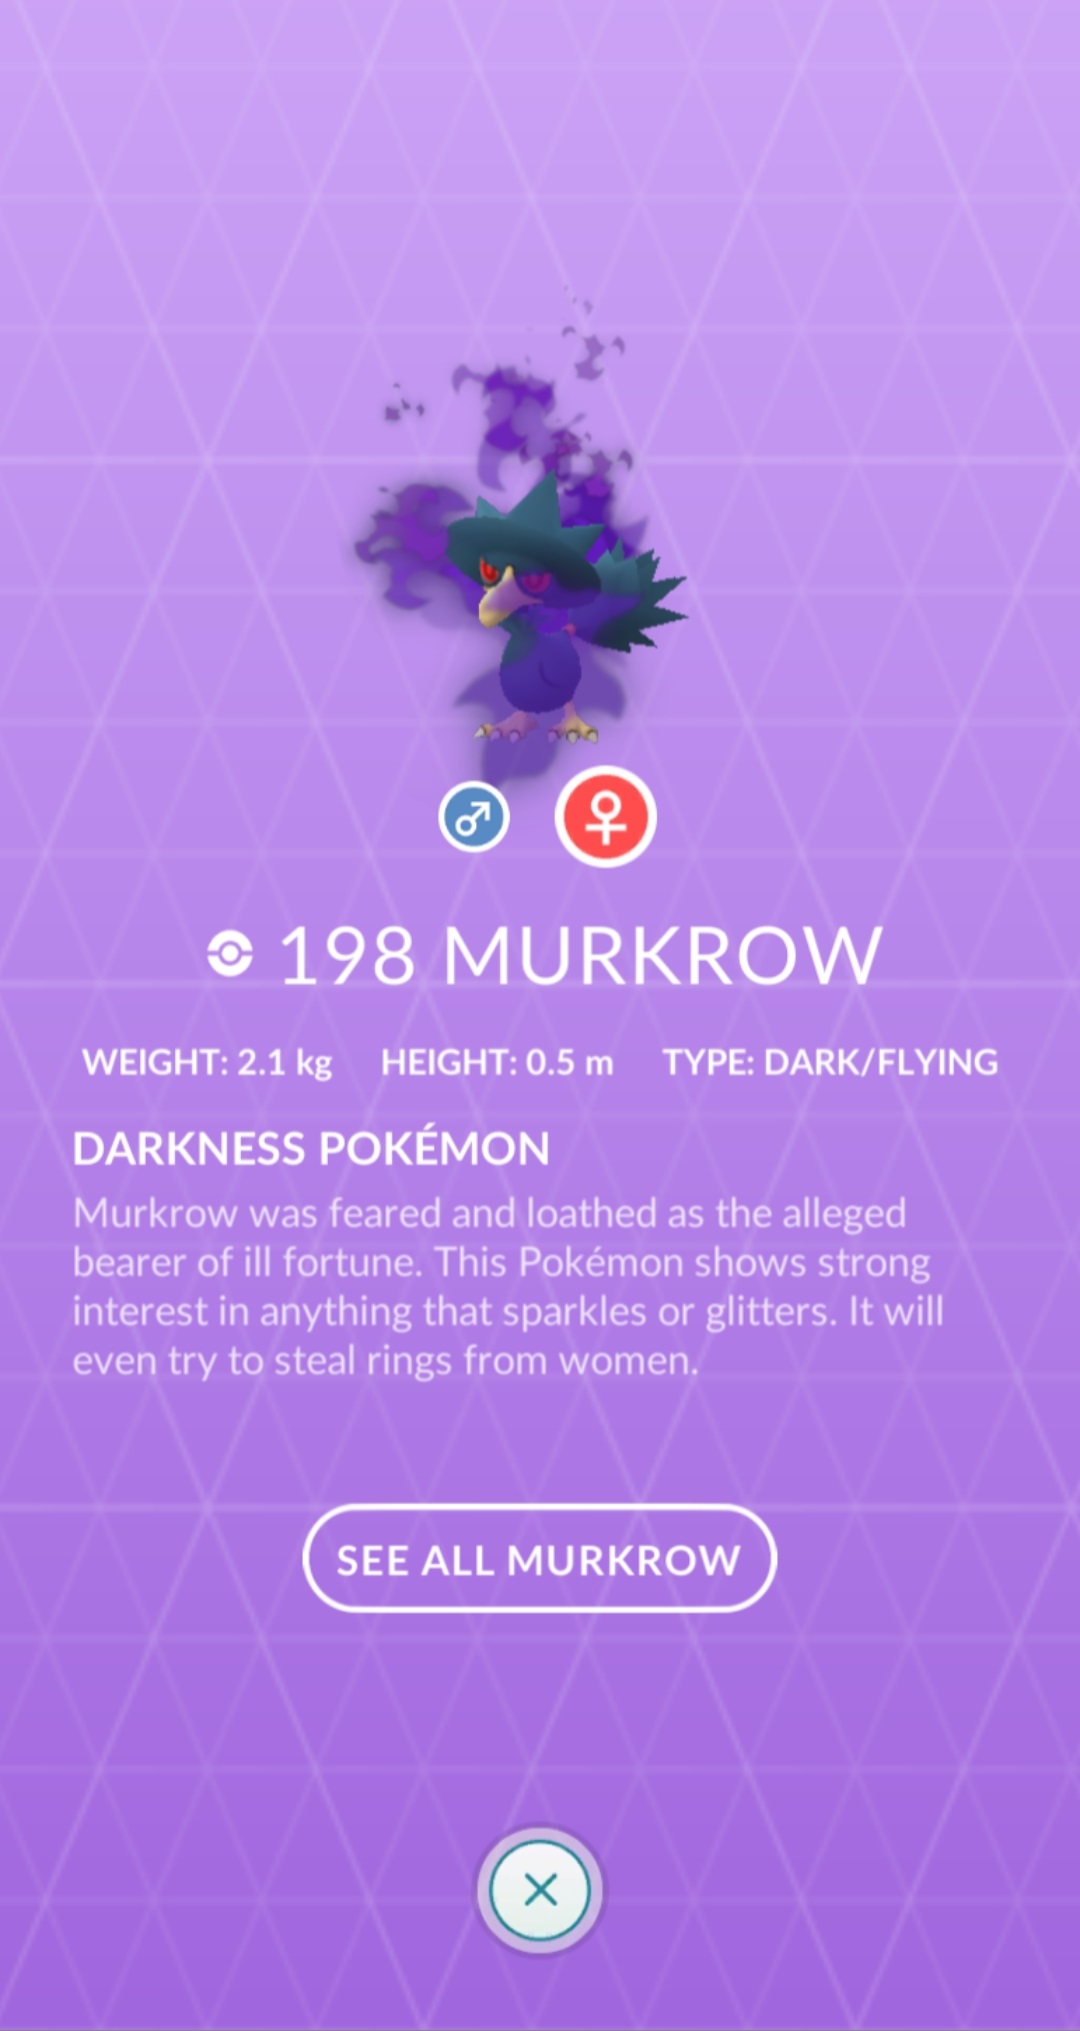 198 MURKROW
WEIGHT: 2.1 kg HEIGHT: 0.5 m TYPE: DARK/FLYING
DARKNESS POKÉMON
Murkrow was feared and loathed as the alleged
bearer of ill fortune. This Pokémon shows strong
interest in anything that sparkles or glitters. It will
even try to steal rings from women.
SEE ALL MURKROW